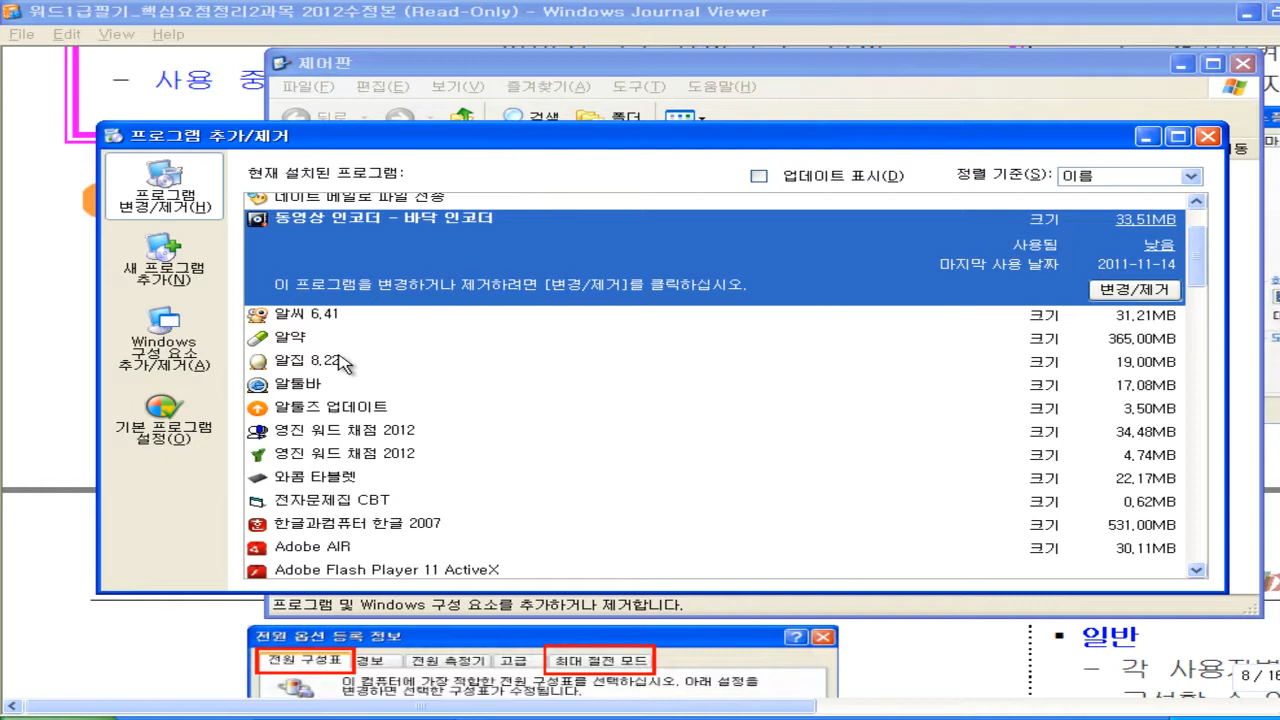 워드1급필기_핵심요점정리2과목 2012수정본 (Read-Only) - Windows Journal Viewer
File Edit View Help
- 사용 중
제어판
파일(F) 편집(E) 보기(V) 즐겨찾기(A) 도구(T) 도움말(H)
뒤로 검색 폴더
프로그램 추가/제거
프로그램
변경/제거(H)
새 프로그램
추가(N)
Windows
구성 요소
추가/제거(A)
기본 프로그램
설정(O)
현재 설치된 프로그램: 업데이트 표시(D) 정렬 기준(S): 이름
네이트 메일로 파일 전송
동영상 인코더 - 바닥 인코더 크기 33.51MB
사용됨 낮음
마지막 사용 날짜 2011-11-14
이 프로그램을 변경하거나 제거하려면 [변경/제거]를 클릭하십시오. 변경/제거
알씨 6.41 크기 31.21MB
알약 크기 365.00MB
알집 8.22 크기 19.00MB
알툴바 크기 17.08MB
알툴즈 업데이트 크기 3.50MB
영진 워드 채점 2012 크기 34.48MB
영진 워드 채점 2012 크기 4.74MB
와콤 타블렛 크기 22.17MB
전자문제집 CBT 크기 0.62MB
한글과컴퓨터 한글 2007 크기 531.00MB
Adobe AIR 크기 30.11MB
Adobe Flash Player 11 ActiveX
프로그램 및 Windows 구성 요소를 추가하거나 제거합니다.
전원 옵션 등록 정보
전원 구성표 경보 전원 측정기 고급 최대 절전 모드
이 컴퓨터에 가장 적합한 전원 구성표를 선택하십시오. 아래 설정을
변경하면 선택한 구성표가 수정됩니다.
▪ 일반
- 각 사용자별
8 / 16